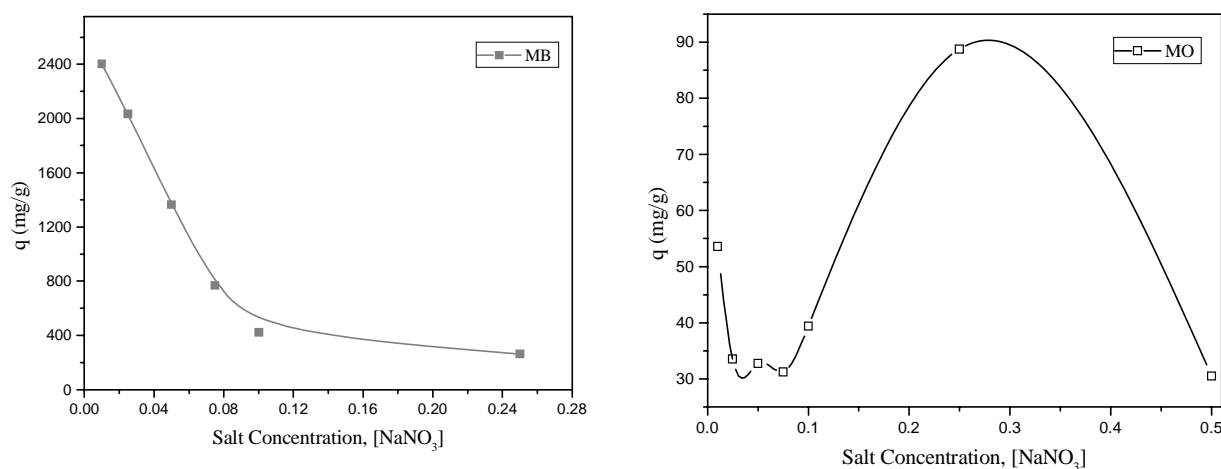 MB
2400
2000
1600
1200
800
400
0
q (mg/g)
0.00 0.04 0.08 0.12 0.16 0.20 0.24 0.28
Salt Concentration, [NaNO₃]
MO
90
80
70
60
50
40
30
q (mg/g)
0.0 0.1 0.2 0.3 0.4 0.5
Salt Concentration, [NaNO₃]